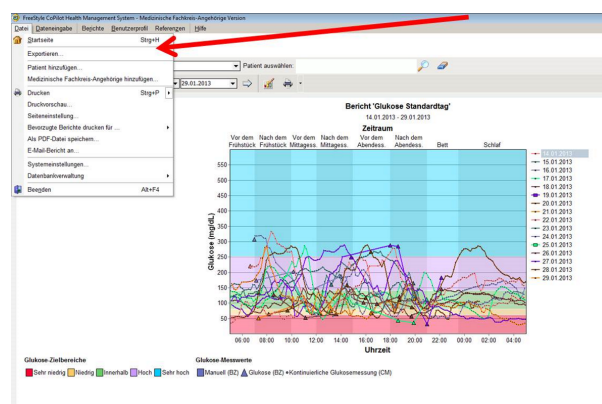 FreeStyle CoPilot Health Management System - Medizinische Fachkreis-Angehörige Version
Datei Dateneingabe Berichte Benutzerprofil Referenzen Hilfe
Startseite Strg+H
Exportieren...
Patient hinzufügen...
Medizinische Fachkreis-Angehörige hinzufügen...
Drucken Strg+P
Druckvorschau...
Seiteneinstellung...
Bevorzugte Berichte drucken für ...
Als PDF-Datei speichern...
E-Mail-Bericht an...
Systemeinstellungen...
Datenbankverwaltung
Beenden Alt+F4
Patient auswählen:
29.01.2013
Bericht 'Glukose Standardtag'
14.01.2013 - 29.01.2013
Zeitraum
Vor dem Nach dem Vor dem Nach dem Vor dem Nach dem
Frühstück Frühstück Mittagess. Mittagess. Abendess. Abendess. Bett Schlaf
Glukose (mg/dL)
550
500
450
400
350
300
250
200
150
100
50
06:00 08:00 10:00 12:00 14:00 16:00 18:00 20:00 22:00 00:00 02:00 04:00
Uhrzeit
14.01.2013
15.01.2013
16.01.2013
17.01.2013
18.01.2013
19.01.2013
20.01.2013
21.01.2013
22.01.2013
23.01.2013
24.01.2013
25.01.2013
26.01.2013
27.01.2013
28.01.2013
29.01.2013
Glukose-Zielbereiche
Sehr niedrig Niedrig Innerhalb Hoch Sehr hoch
Glukose-Messwerte
Manuell (BZ) Glukose (BZ) Kontinuierliche Glukosemessung (CM)